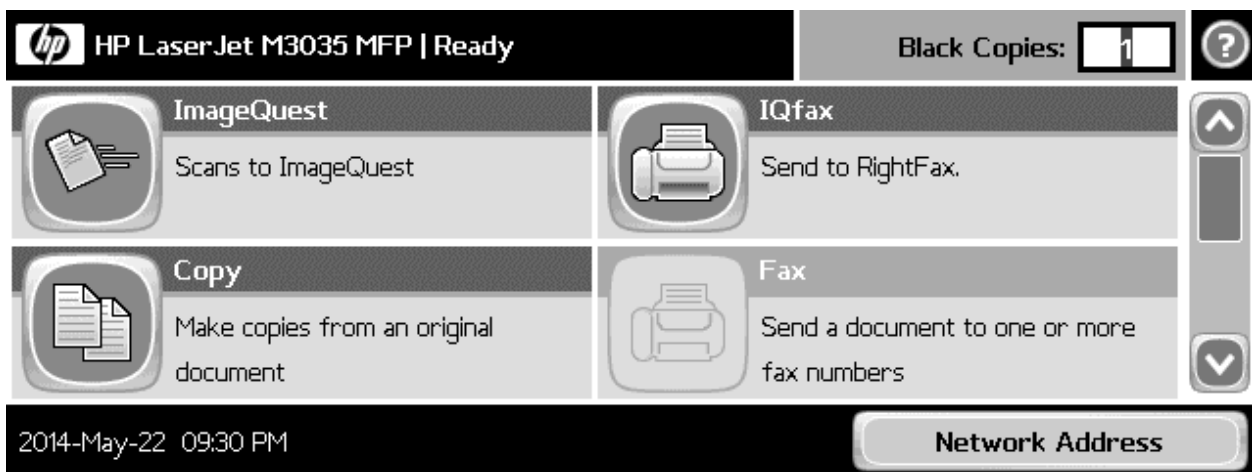 hp HP LaserJet M3035 MFP | Ready
Black Copies: 1 ?
ImageQuest
Scans to ImageQuest
IQfax
Send to RightFax.
Copy
Make copies from an original
document
Fax
Send a document to one or more
fax numbers
2014-May-22 09:30 PM
Network Address